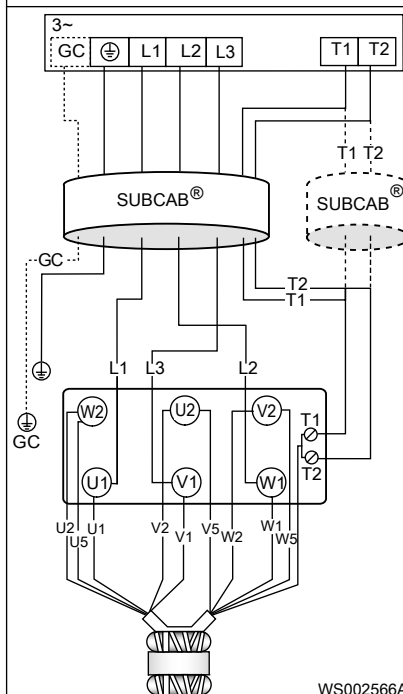 3~
GC L1 L2 L3 T1 T2
T1 T2
SUBCAB®
SUBCAB®
GC
T2
T1
L1 L3 L2
GC
W2 U2 V2 T1
U1 V1 W1 T2
U2 U1 V2 V5 W2 W1
U5 V1 W5
WS002566A